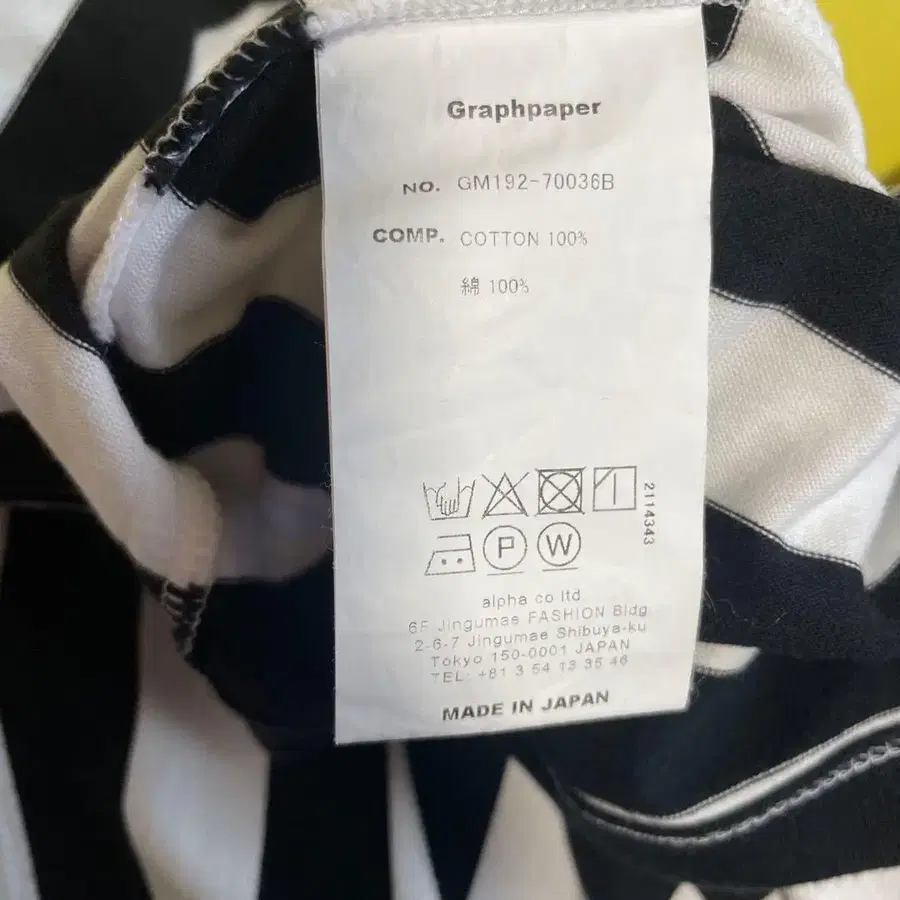 Graphpaper
NO. GM192-70036B
COMP. COTTON 100%
綿 100%
2114343
P W
alpha co ltd
6F Jingumae FASHION Bldg
2-6-7 Jingumae Shibuya-ku
Tokyo 150-0001 JAPAN
TEL: +81 3 54 13 35 46
MADE IN JAPAN